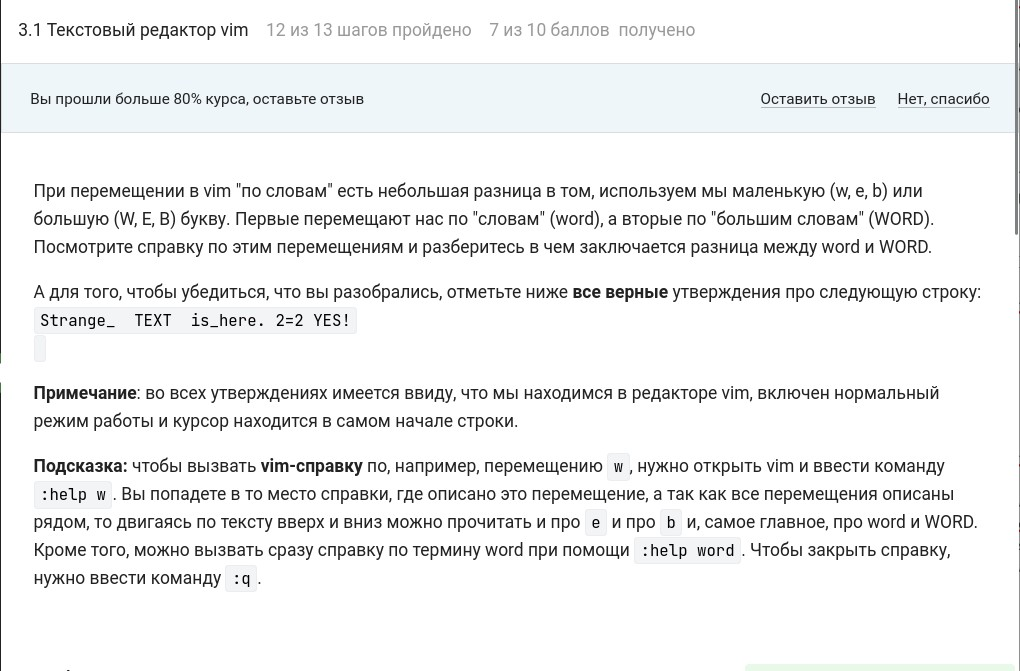 3.1 Текстовый редактор vim 12 из 13 шагов пройдено 7 из 10 баллов получено
Вы прошли больше 80% курса, оставьте отзыв Оставить отзыв Нет, спасибо
При перемещении в vim "по словам" есть небольшая разница в том, используем мы маленькую (w, e, b) или
большую (W, E, B) букву. Первые перемещают нас по "словам" (word), а вторые по "большим словам" (WORD).
Посмотрите справку по этим перемещениям и разберитесь в чем заключается разница между word и WORD.
А для того, чтобы убедиться, что вы разобрались, отметьте ниже все верные утверждения про следующую строку:
Strange_  TEXT  is_here. 2=2 YES!
Примечание: во всех утверждениях имеется ввиду, что мы находимся в редакторе vim, включен нормальный
режим работы и курсор находится в самом начале строки.
Подсказка: чтобы вызвать vim-справку по, например, перемещению w, нужно открыть vim и ввести команду
:help w. Вы попадете в то место справки, где описано это перемещение, а так как все перемещения описаны
рядом, то двигаясь по тексту вверх и вниз можно прочитать и про e и про b и, самое главное, про word и WORD.
Кроме того, можно вызвать сразу справку по термину word при помощи :help word. Чтобы закрыть справку,
нужно ввести команду :q.